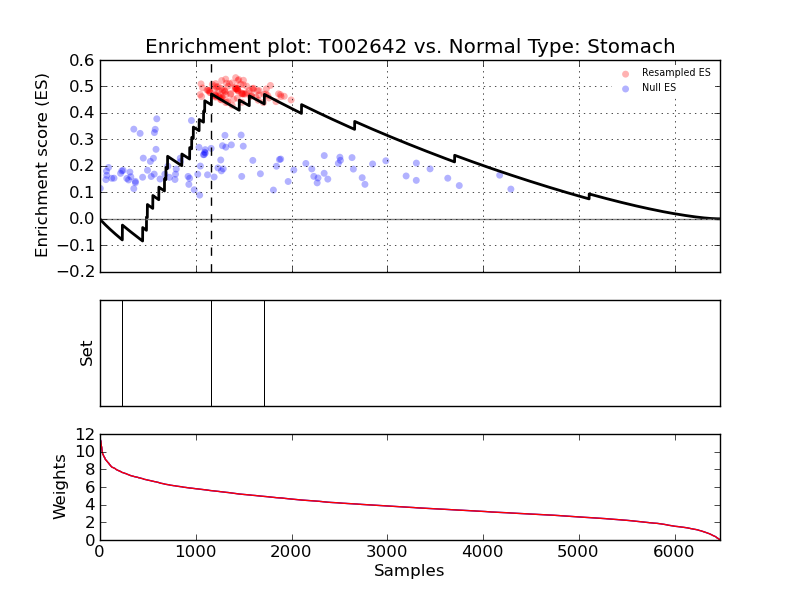 Enrichment plot: T002642 vs. Normal Type: Stomach
Enrichment score (ES)
0.6
0.5
0.4
0.3
0.2
0.1
0.0
−0.1
−0.2
Resampled ES
Null ES
Set
Weights
12
10
8
6
4
2
0
0 1000 2000 3000 4000 5000 6000
Samples